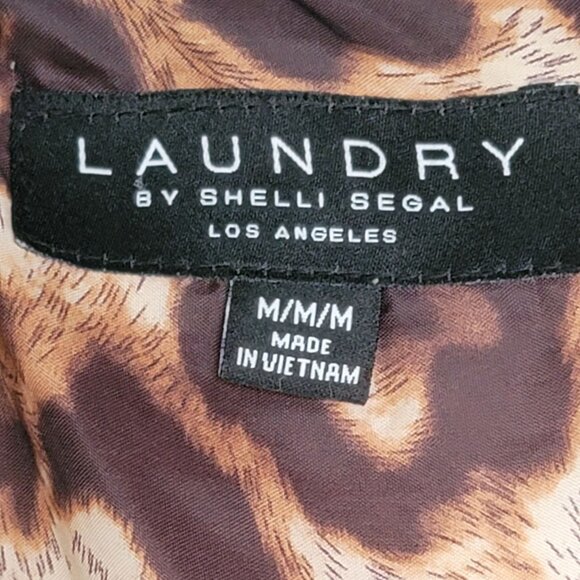 LAUNDRY
BY SHELLI SEGAL
LOS ANGELES
M/M/M
MADE
IN VIETNAM